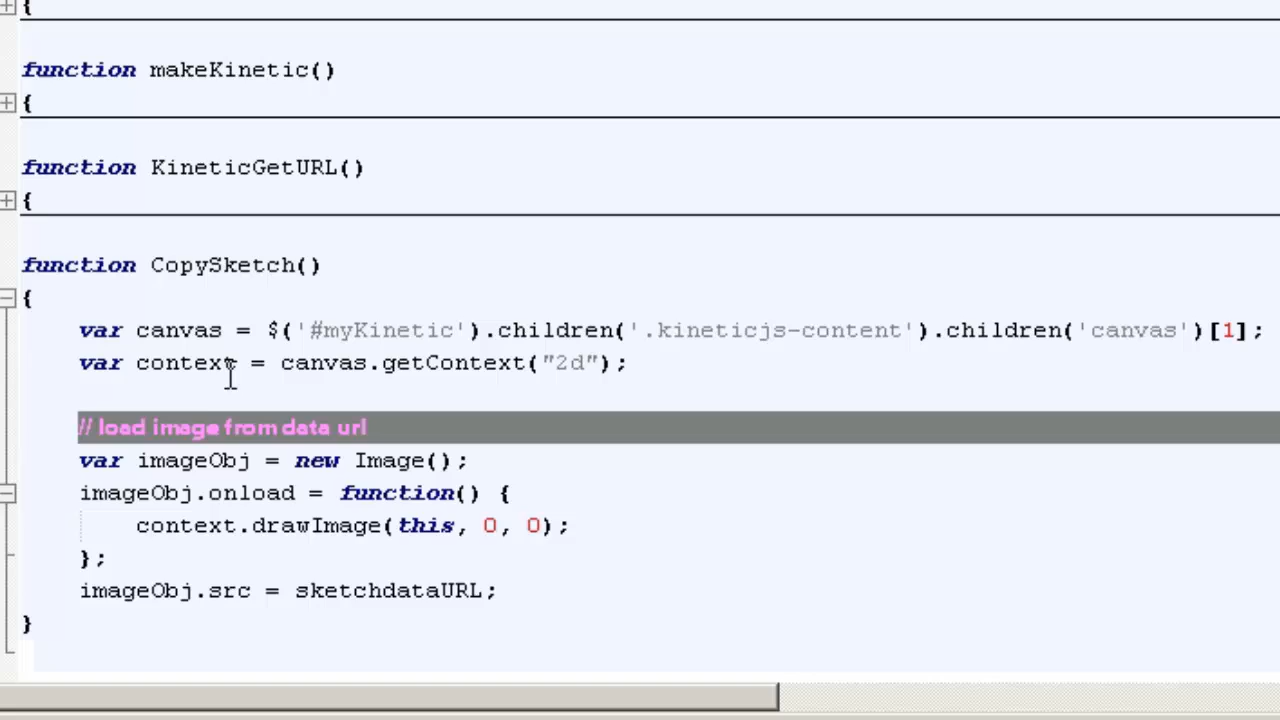 {
function makeKinetic()
{
function KineticGetURL()
{
function CopySketch()
{
var canvas = $('#myKinetic').children('.kineticjs-content').children('canvas')[1];
var context = canvas.getContext("2d");
// load image from data url
var imageObj = new Image();
imageObj.onload = function() {
context.drawImage(this, 0, 0);
};
imageObj.src = sketchdataURL;
}